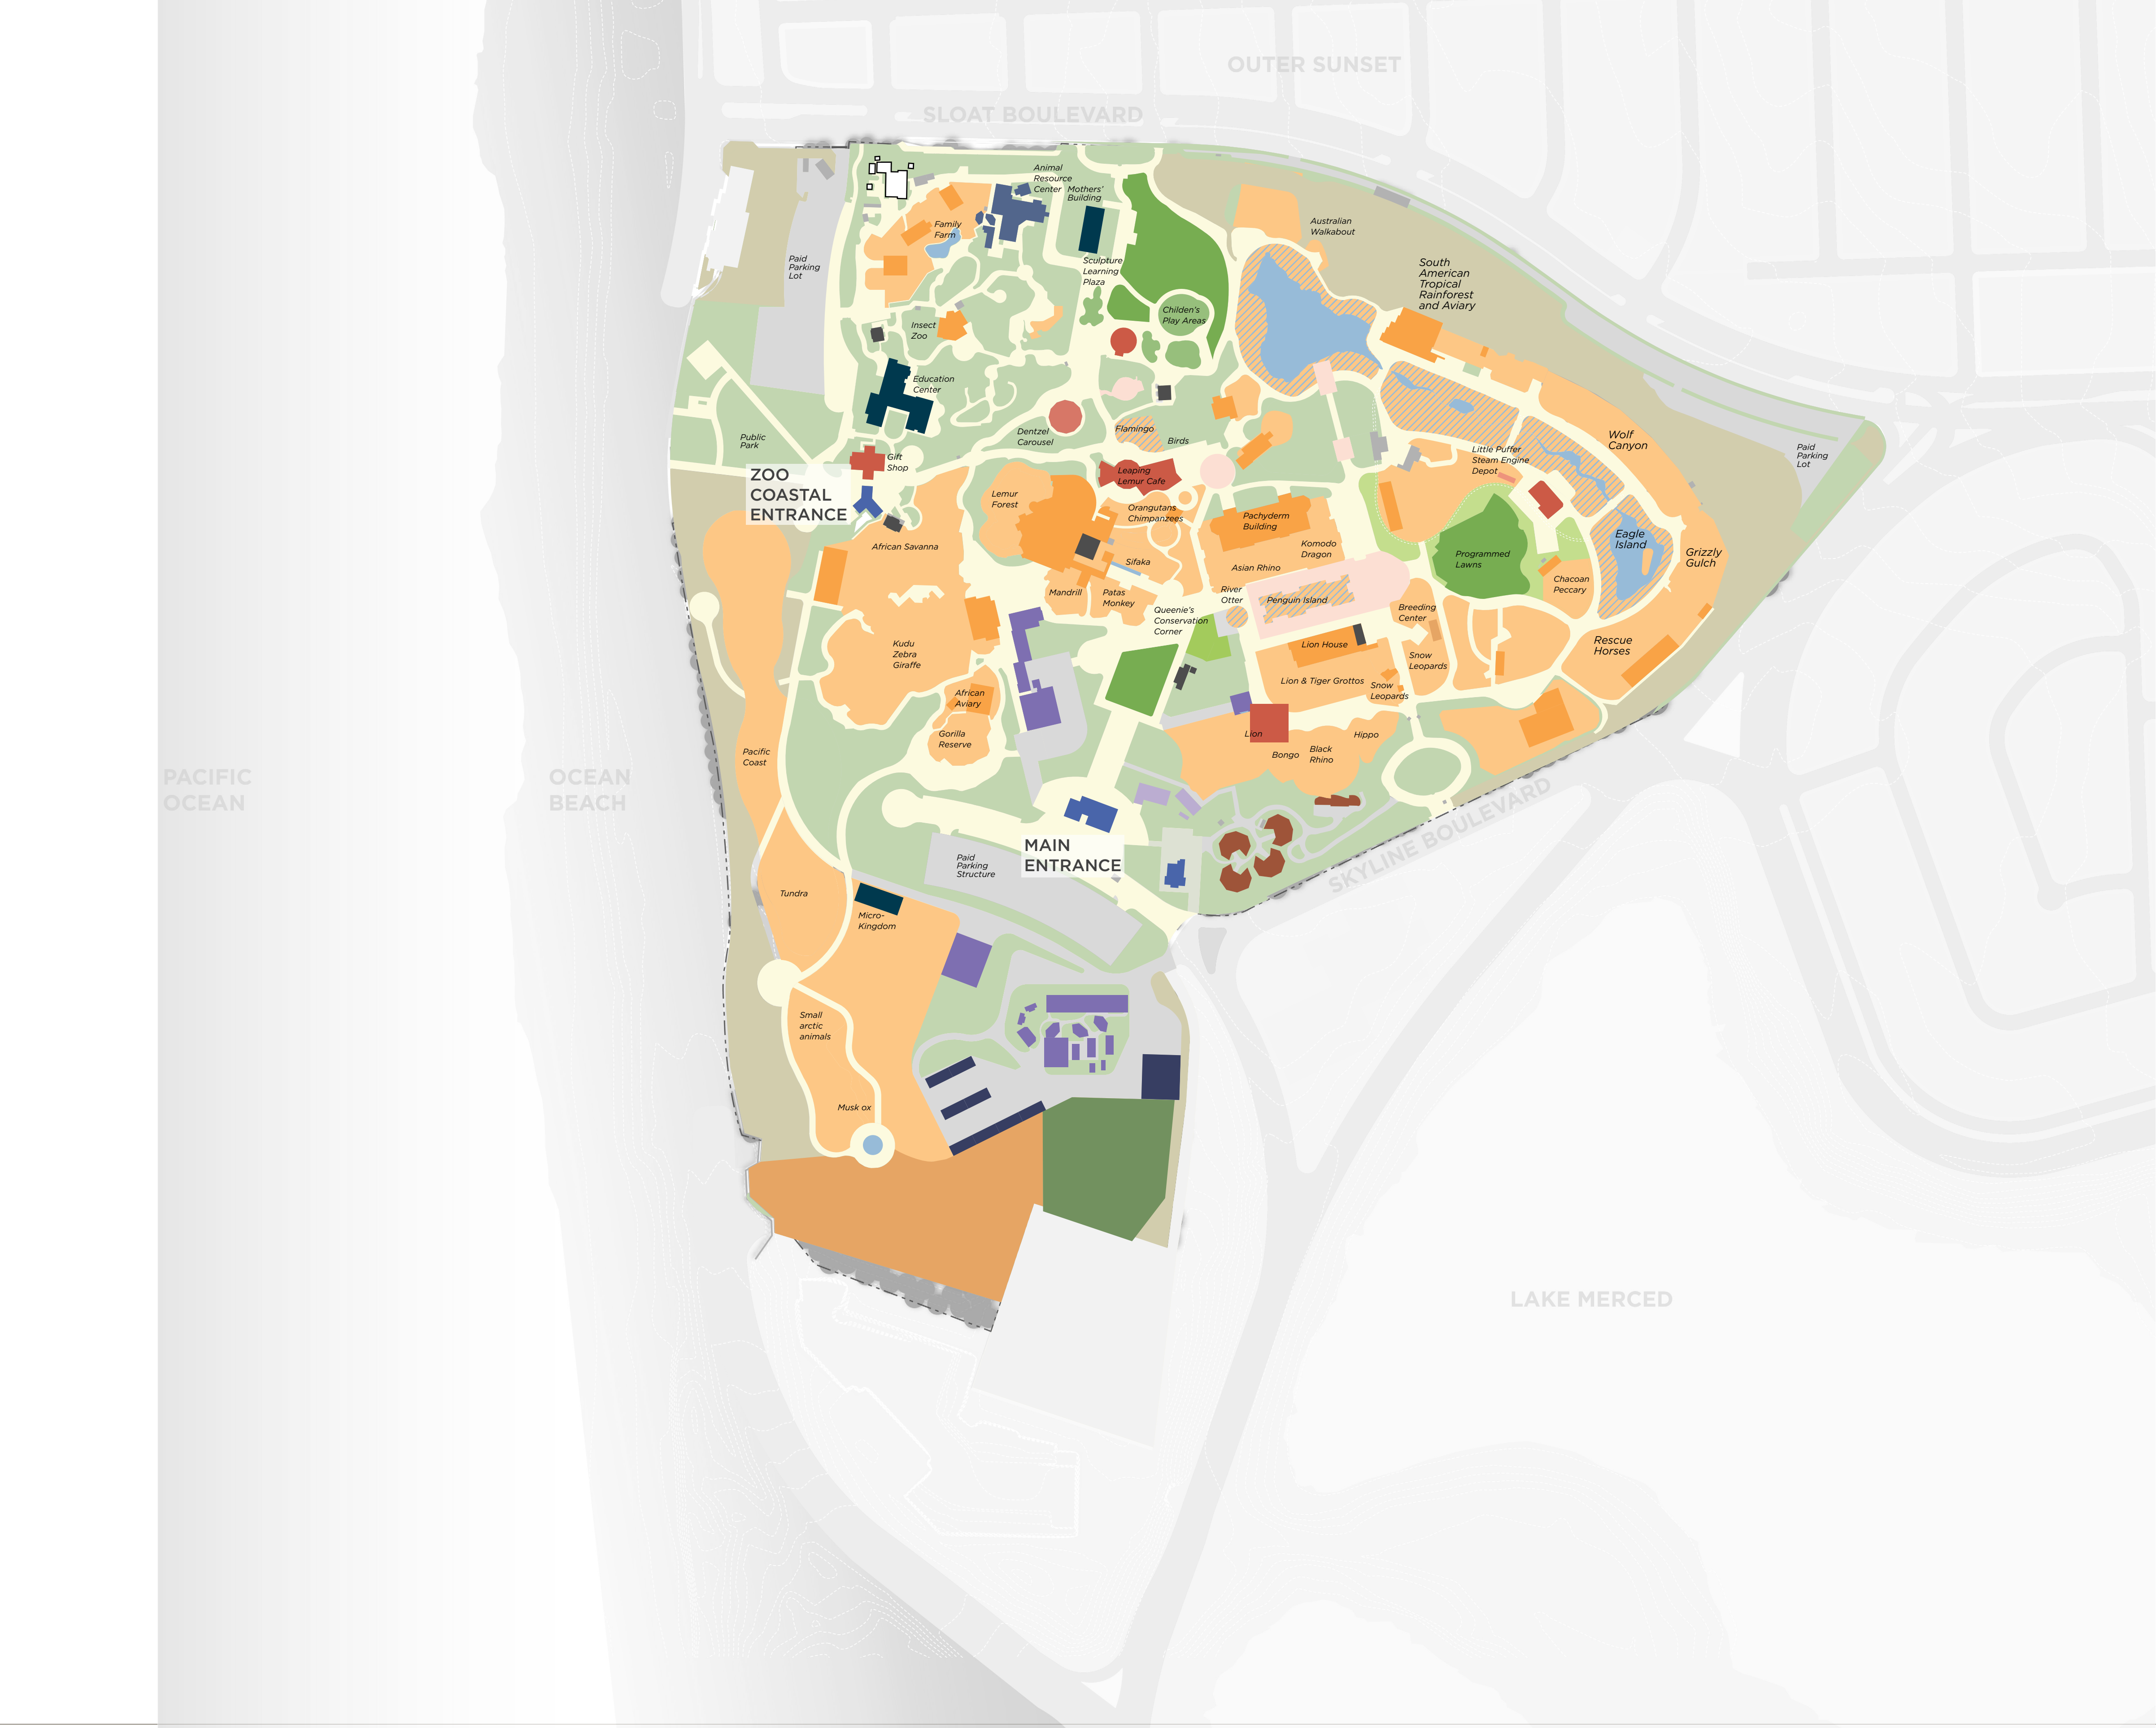 OUTER SUNSET
SLOAT BOULEVARD
Animal
Resource
Center
Mothers'
Building
Family
Farm
Australian
Walkabout
Paid
Parking
Lot
Sculpture
Learning
Plaza
South
American
Tropical
Rainforest
and Aviary
Childen's
Play Areas
Insect
Zoo
Education
Center
Public
Park
Dentzel
Carousel
Flamingo
Birds
Wolf
Canyon
Paid
Parking
Lot
Little Puffer
Steam Engine
Depot
Gift
Shop
ZOO
COASTAL
ENTRANCE
Leaping
Lemur Cafe
Lemur
Forest
Orangutans
Chimpanzees
Pachyderm
Building
African Savanna
Komodo
Dragon
Eagle
Island
Grizzly
Gulch
Programmed
Lawns
Sifaka
Asian Rhino
Chacoan
Peccary
Mandrill
Patas
Monkey
River
Otter
Penguin Island
Queenie's
Conservation
Corner
Breeding
Center
Kudu
Zebra
Giraffe
Lion House
Snow
Leopards
Rescue
Horses
Lion & Tiger Grottos
Snow
Leopards
African
Aviary
Gorilla
Reserve
Lion
Hippo
Bongo
Black
Rhino
Pacific
Coast
PACIFIC
OCEAN
OCEAN
BEACH
SKYLINE BOULEVARD
MAIN
ENTRANCE
Paid
Parking
Structure
Tundra
Micro-
Kingdom
Small
arctic
animals
Musk ox
LAKE MERCED